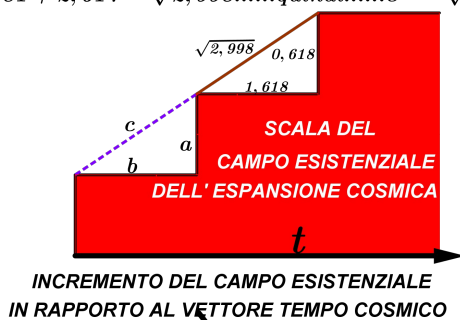 √2,998
0,618
1,618
c
a
b
SCALA DEL
CAMPO ESISTENZIALE
DELL' ESPANSIONE COSMICA
t
INCREMENTO DEL CAMPO ESISTENZIALE
IN RAPPORTO AL VETTORE TEMPO COSMICO